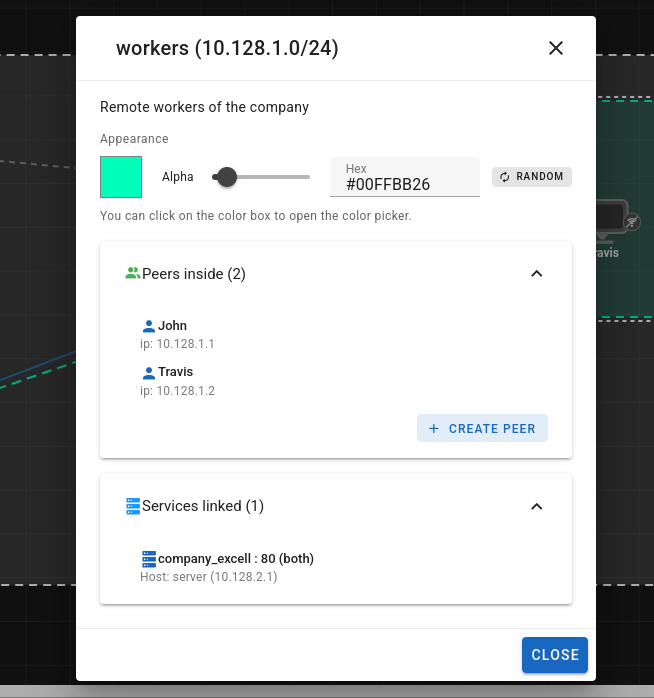 workers (10.128.1.0/24)
Remote workers of the company
Appearance
Alpha
Hex
#00FFBB26
RANDOM
You can click on the color box to open the color picker.
Peers inside (2)
John
ip: 10.128.1.1
Travis
ip: 10.128.1.2
+ CREATE PEER
Services linked (1)
company_excell : 80 (both)
Host: server (10.128.2.1)
CLOSE
ravis